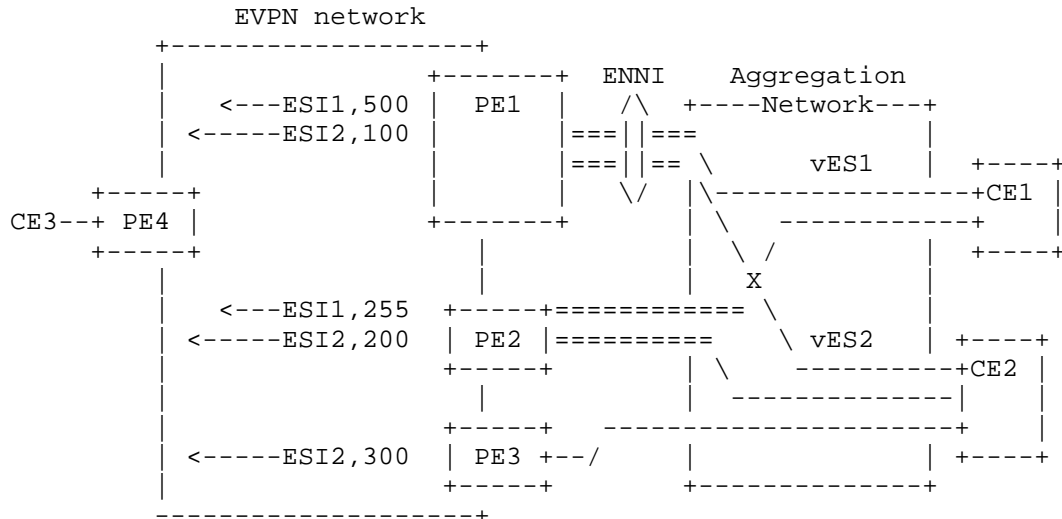 EVPN network
ENNI Aggregation
<---ESI1,500 PE1 Network
<-----ESI2,100
vES1
CE1
CE3 PE4
X
<---ESI1,255
<-----ESI2,200 PE2 vES2
CE2
<-----ESI2,300 PE3